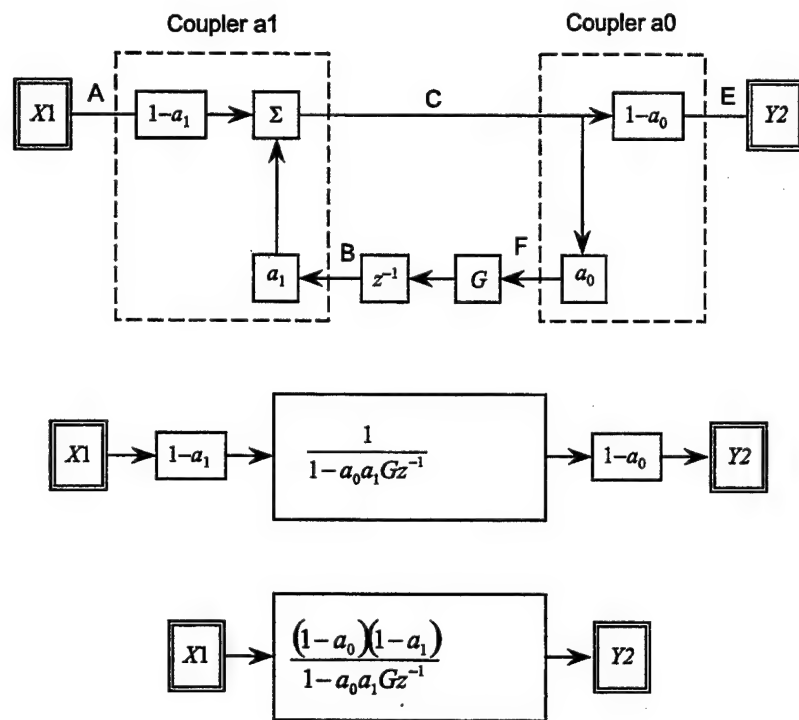 Coupler a1 Coupler a0
A C E
X1 1−a₁ Σ 1−a₀ Y2
B F
a₁ z⁻¹ G a₀
X1 1−a₁ 1/(1−a₀a₁Gz⁻¹) 1−a₀ Y2
X1 (1−a₀)(1−a₁)/(1−a₀a₁Gz⁻¹) Y2